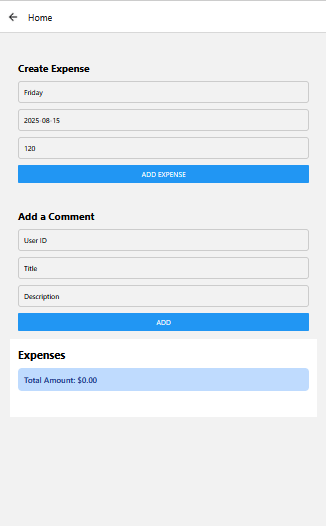 Home
Create Expense
Friday
2025-08-15
120
ADD EXPENSE
Add a Comment
User ID
Title
Description
ADD
Expenses
Total Amount: $0.00